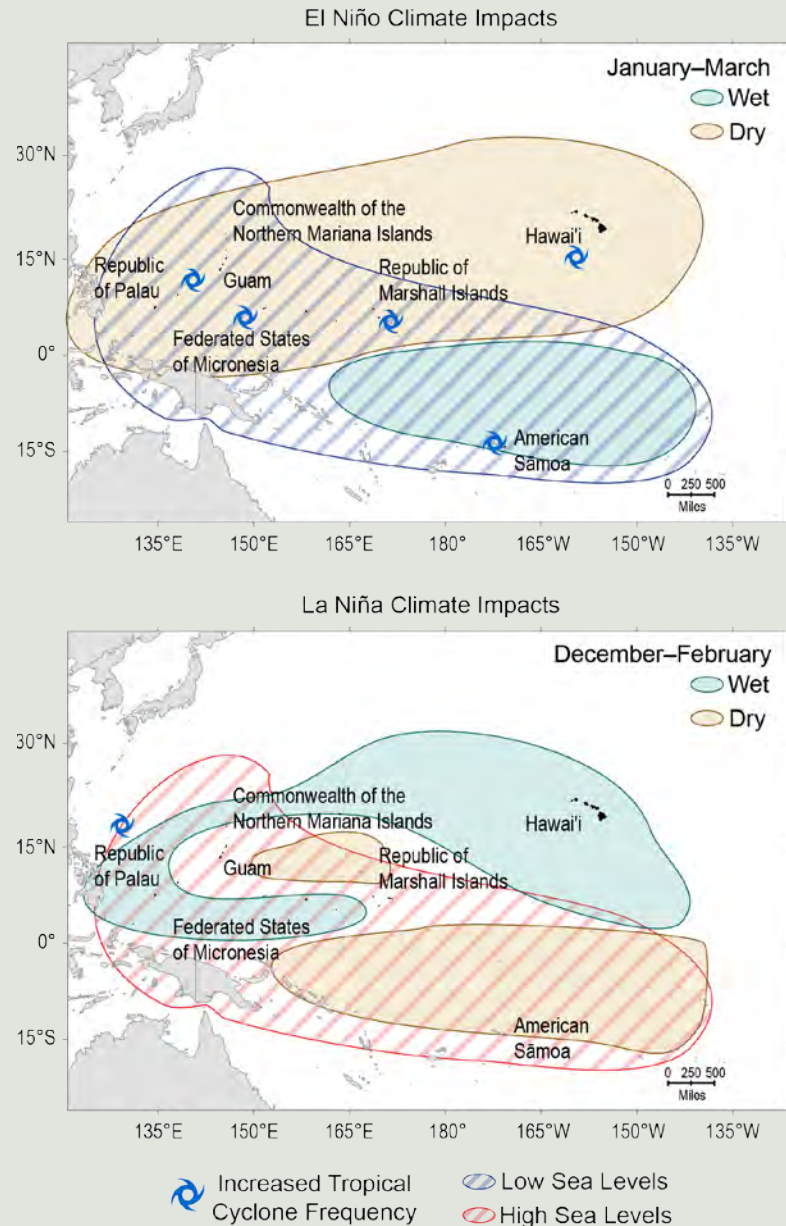 El Niño Climate Impacts
January–March
Wet
Dry
30°N
15°N
0°
15°S
Commonwealth of the
Northern Mariana Islands
Hawai'i
Republic
of Palau
Guam
Republic of
Marshall Islands
Federated States
of Micronesia
American
Sāmoa
0 250 500
Miles
135°E
150°E
165°E
180°
165°W
150°W
135°W
La Niña Climate Impacts
December–February
Wet
Dry
30°N
15°N
0°
15°S
Commonwealth of the
Northern Mariana Islands
Hawai'i
Republic
of Palau
Guam
Republic of
Marshall Islands
Federated States
of Micronesia
American
Sāmoa
0 250 500
Miles
135°E
150°E
165°E
180°
165°W
150°W
135°W
Increased Tropical
Cyclone Frequency
Low Sea Levels
High Sea Levels